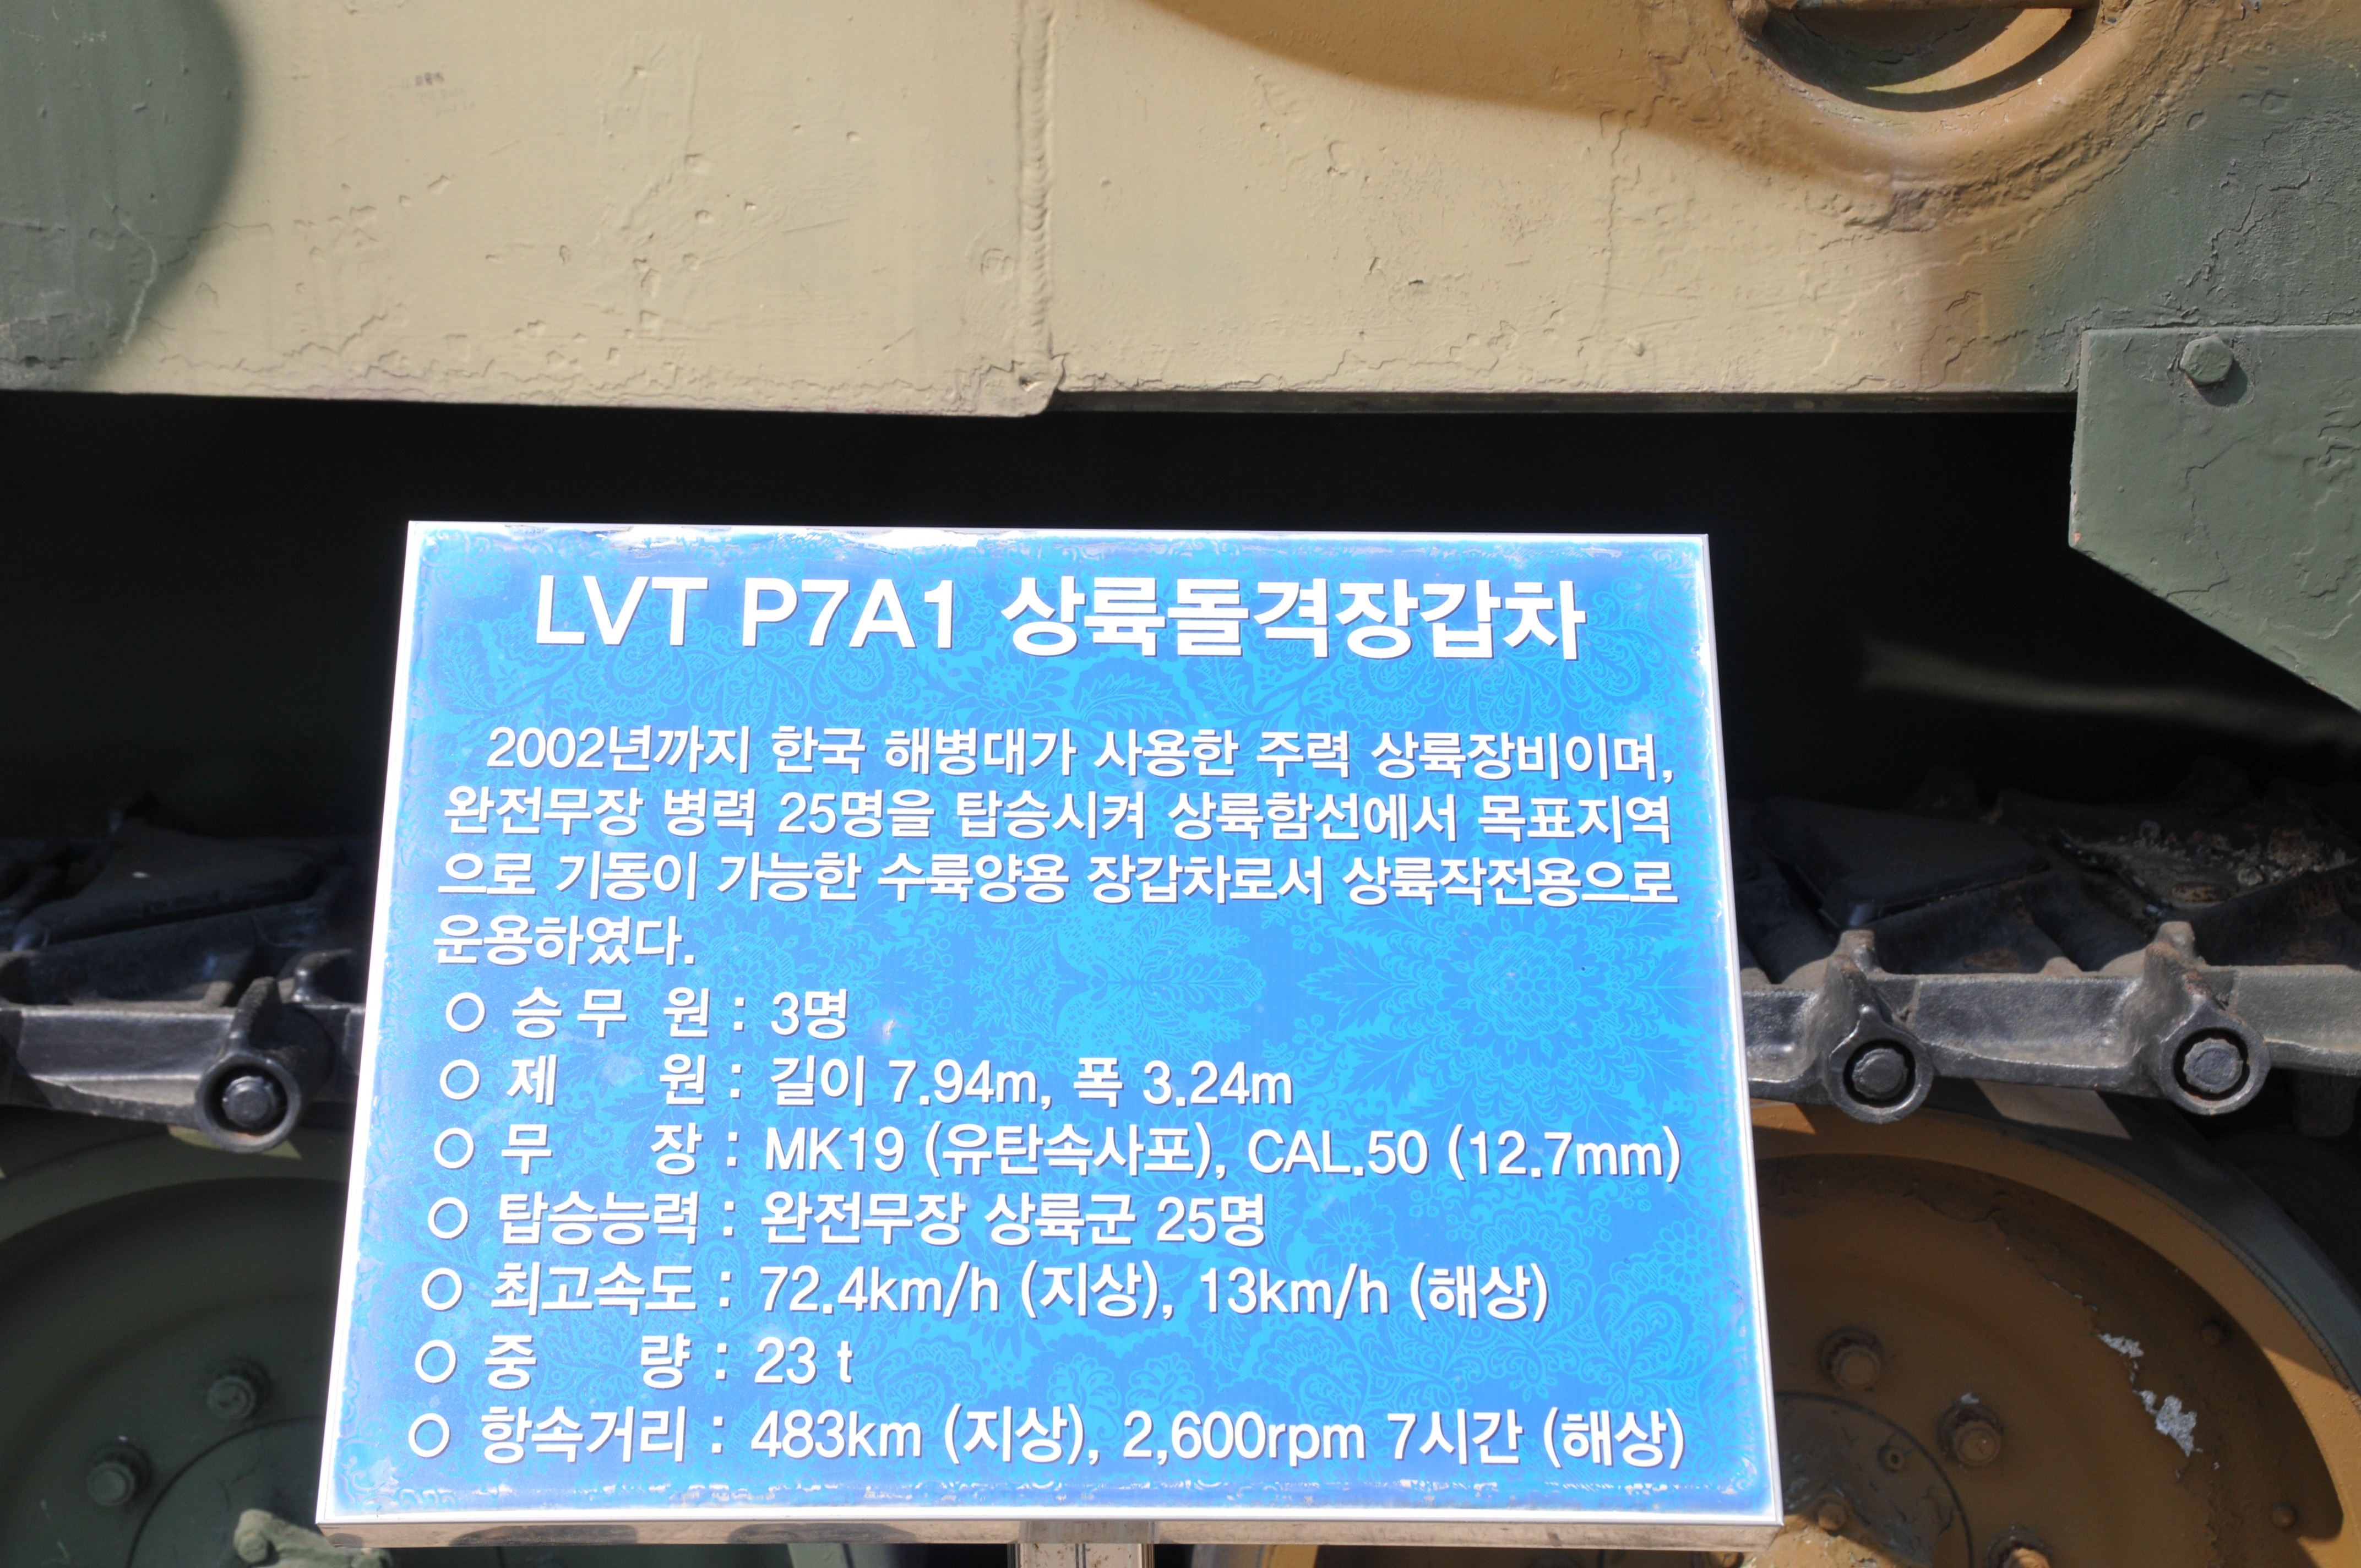 LVT P7A1 상륙돌격장갑차
2002년까지 한국 해병대가 사용한 주력 상륙장비이며,
완전무장 병력 25명을 탑승시켜 상륙함선에서 목표지역
으로 기동이 가능한 수륙양용 장갑차로서 상륙작전용으로
운용하였다.
○ 승무 원 : 3명
○ 제 원 : 길이 7.94m, 폭 3.24m
○ 무 장 : MK19 (유탄속사포), CAL.50 (12.7mm)
○ 탑승능력 : 완전무장 상륙군 25명
○ 최고속도 : 72.4km/h (지상), 13km/h (해상)
○ 중 량 : 23 t
○ 항속거리 : 483km (지상), 2,600rpm 7시간 (해상)